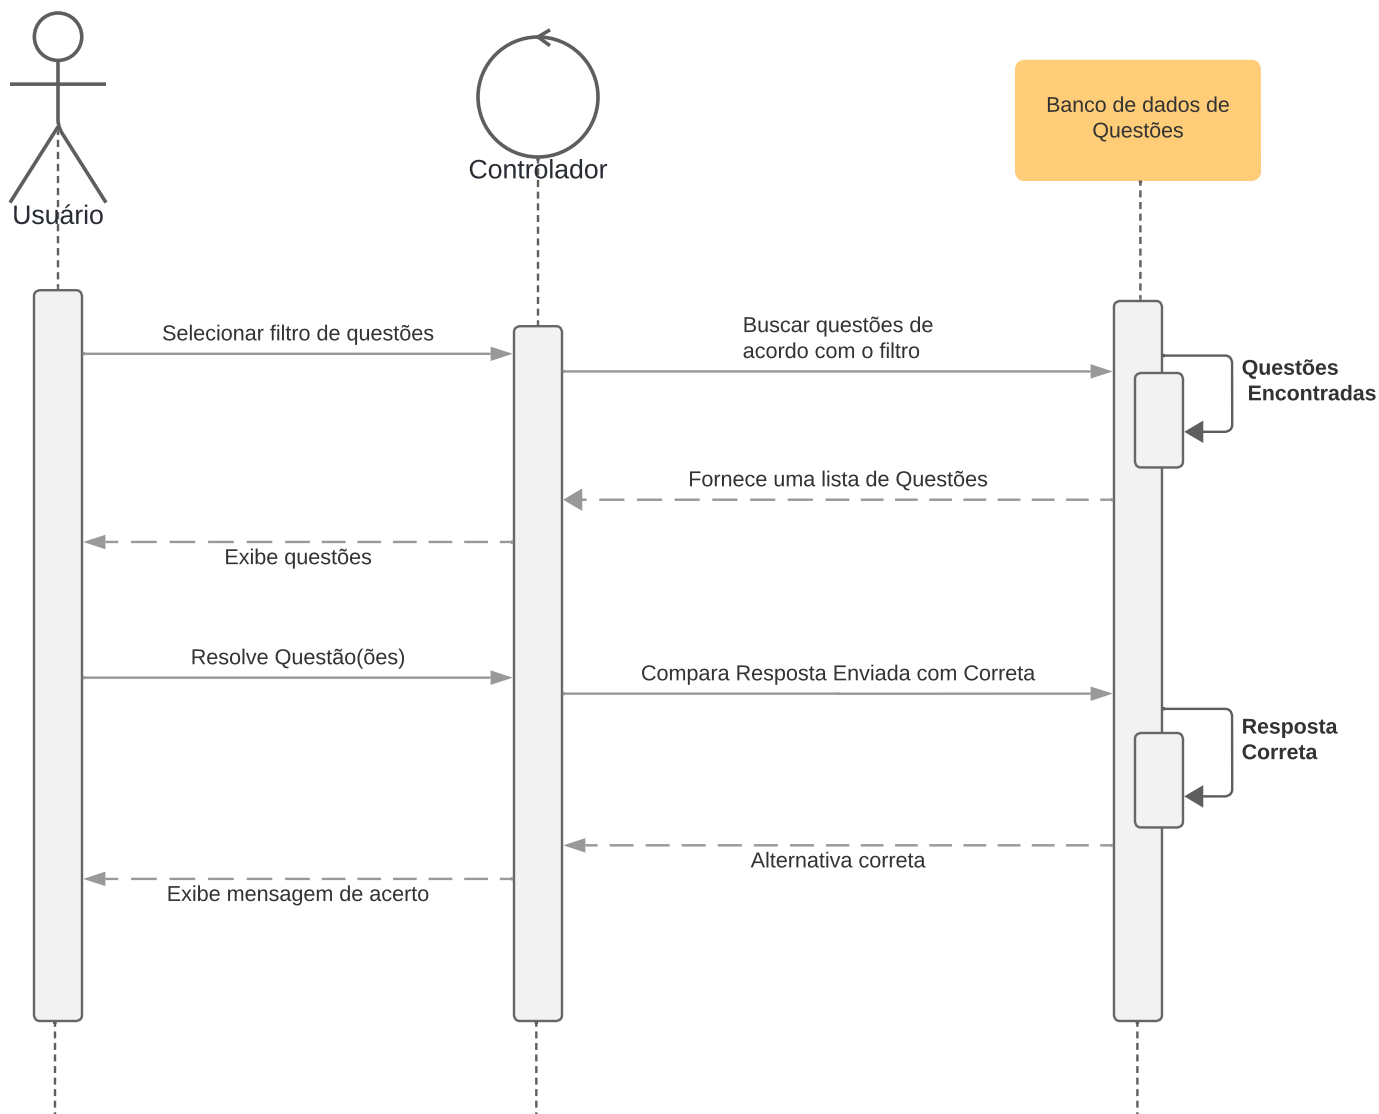 Usuário
Controlador
Banco de dados de
Questões
Selecionar filtro de questões
Buscar questões de
acordo com o filtro
Questões
Encontradas
Fornece uma lista de Questões
Exibe questões
Resolve Questão(ões)
Compara Resposta Enviada com Correta
Resposta
Correta
Alternativa correta
Exibe mensagem de acerto